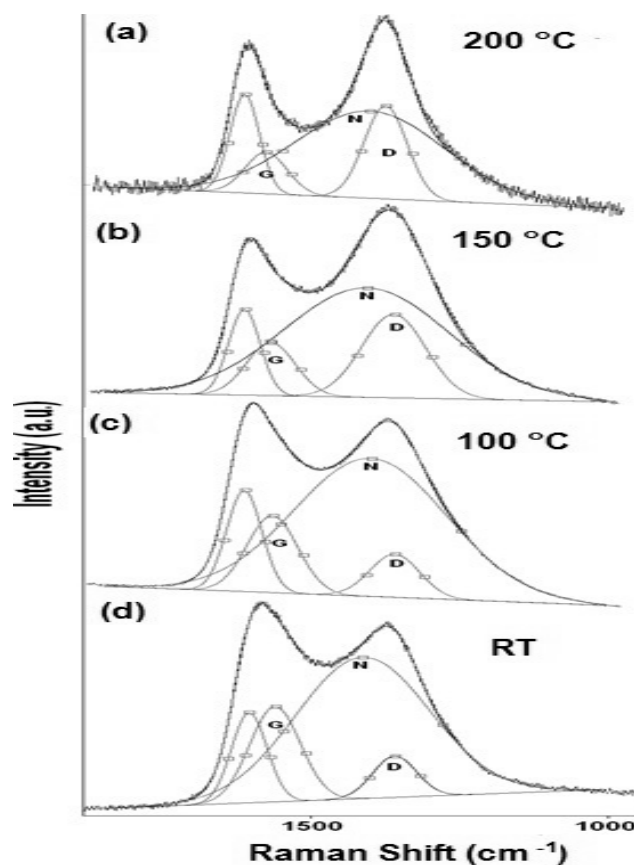 (a)
200 °C
N
G
D
(b)
150 °C
N
G
D
(c)
100 °C
N
G
D
(d)
RT
N
G
D
Intensity (a.u.)
1500
1000
Raman Shift (cm ⁻¹)